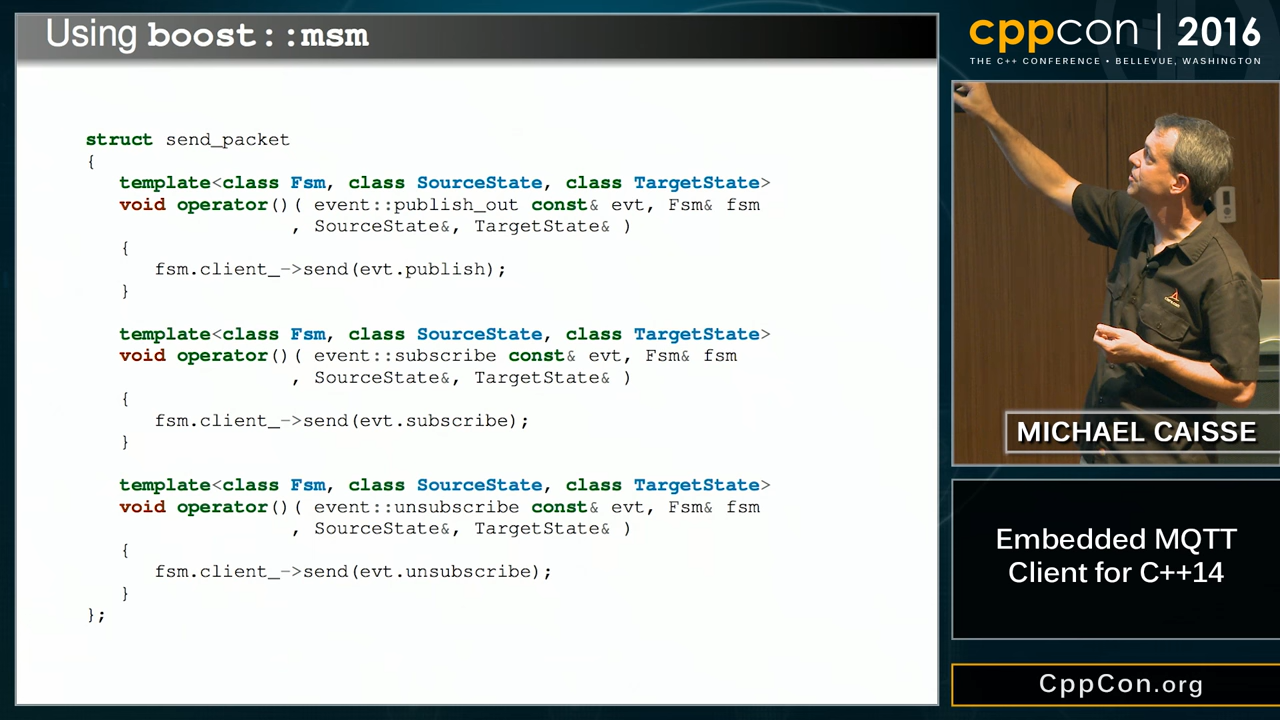 Using boost::msm
struct send_packet
{
template<class Fsm, class SourceState, class TargetState>
void operator()( event::publish_out const& evt, Fsm& fsm
, SourceState&, TargetState& )
{
fsm.client_->send(evt.publish);
}
template<class Fsm, class SourceState, class TargetState>
void operator()( event::subscribe const& evt, Fsm& fsm
, SourceState&, TargetState& )
{
fsm.client_->send(evt.subscribe);
}
template<class Fsm, class SourceState, class TargetState>
void operator()( event::unsubscribe const& evt, Fsm& fsm
, SourceState&, TargetState& )
{
fsm.client_->send(evt.unsubscribe);
}
};
cppcon | 2016
THE C++ CONFERENCE • BELLEVUE, WASHINGTON
MICHAEL CAISSE
Embedded MQTT
Client for C++14
CppCon.org